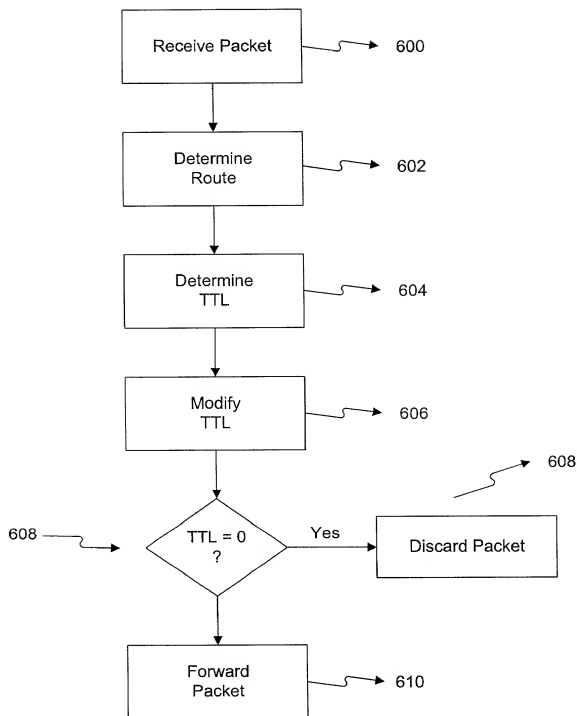 Receive Packet
600
Determine
Route
602
Determine
TTL
604
Modify
TTL
606
608
608
TTL = 0
?
Yes
Discard Packet
Forward
Packet
610